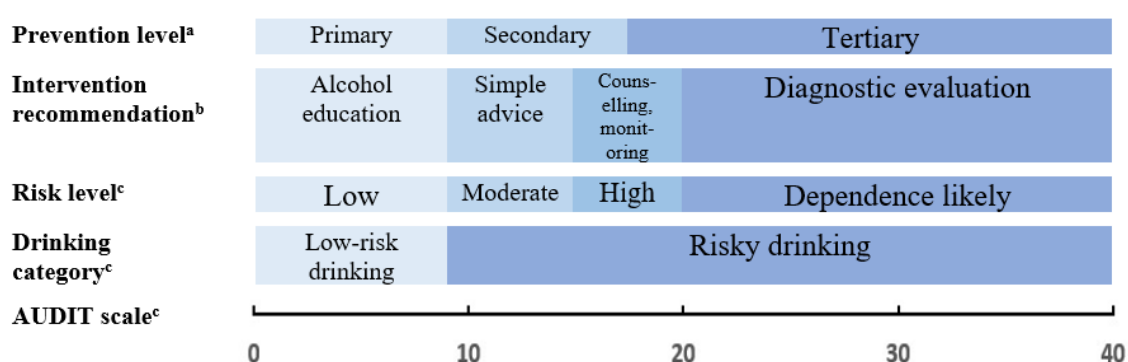 Prevention levelᵃ
Primary
Secondary
Tertiary
Intervention
recommendationᵇ
Alcohol
education
Simple
advice
Couns-
elling,
monit-
oring
Diagnostic evaluation
Risk levelᶜ
Low
Moderate
High
Dependence likely
Drinking
categoryᶜ
Low-risk
drinking
Risky drinking
AUDIT scaleᶜ
0
10
20
30
40